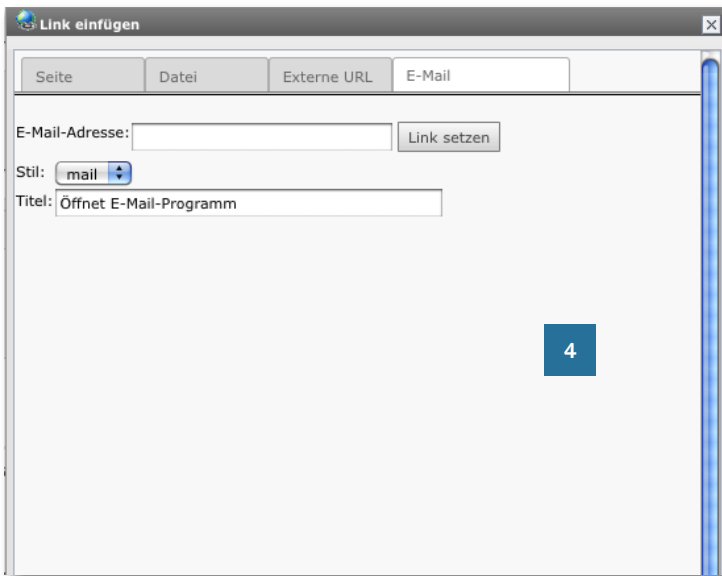 Link einfügen
Seite Datei Externe URL E-Mail
E-Mail-Adresse: Link setzen
Stil: mail
Titel: Öffnet E-Mail-Programm
4